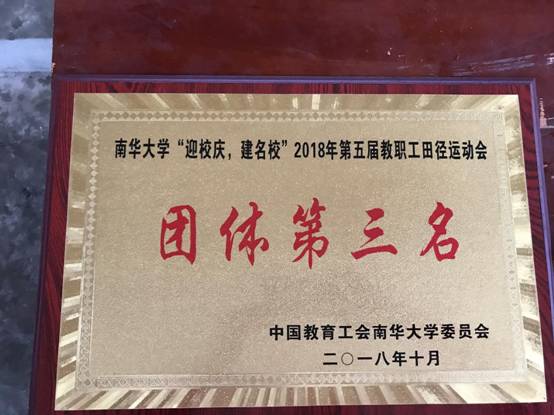 南华大学“迎校庆，建名校”2018年第五届教职工田径运动会
团体第三名
中国教育工会南华大学委员会
二〇一八年十月